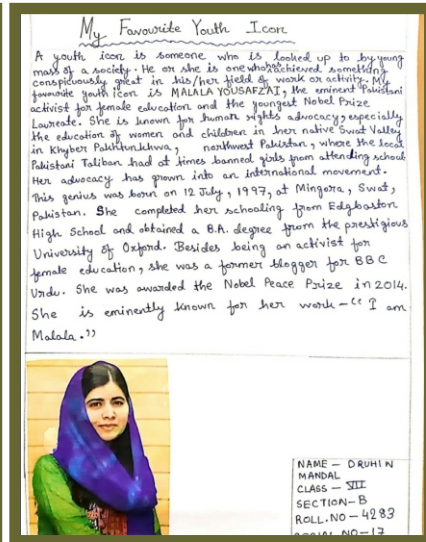 My Favourite Youth Icon
A youth icon is someone who is looked up to by young
mass of a society. He or she is one who has achieved something
conspicuously great in his/her field of work or activity. My
favourite youth icon is MALALA YOUSAFZAI, the eminent Pakistani
activist for female education and the youngest Nobel Prize
Laureate. She is known for human rights advocacy, especially
the education of women and children in her native Swat Valley
in Khyber Pakhtunkhwa, northwest Pakistan, where the local
Pakistani Taliban had at times banned girls from attending school.
Her advocacy has grown into an international movement.
This genius was born on 12 July, 1997, at Mingora, Swat,
Pakistan. She completed her schooling from Edgbaston
High School and obtained a B.A. degree from the prestigious
University of Oxford. Besides being an activist for
female education, she was a former blogger for BBC
Urdu. She was awarded the Nobel Peace Prize in 2014.
She is eminently known for her work – “I am
Malala.”
NAME – DRUHIN
MANDAL
CLASS – VII
SECTION – B
ROLL.NO – 4283
NO – 17